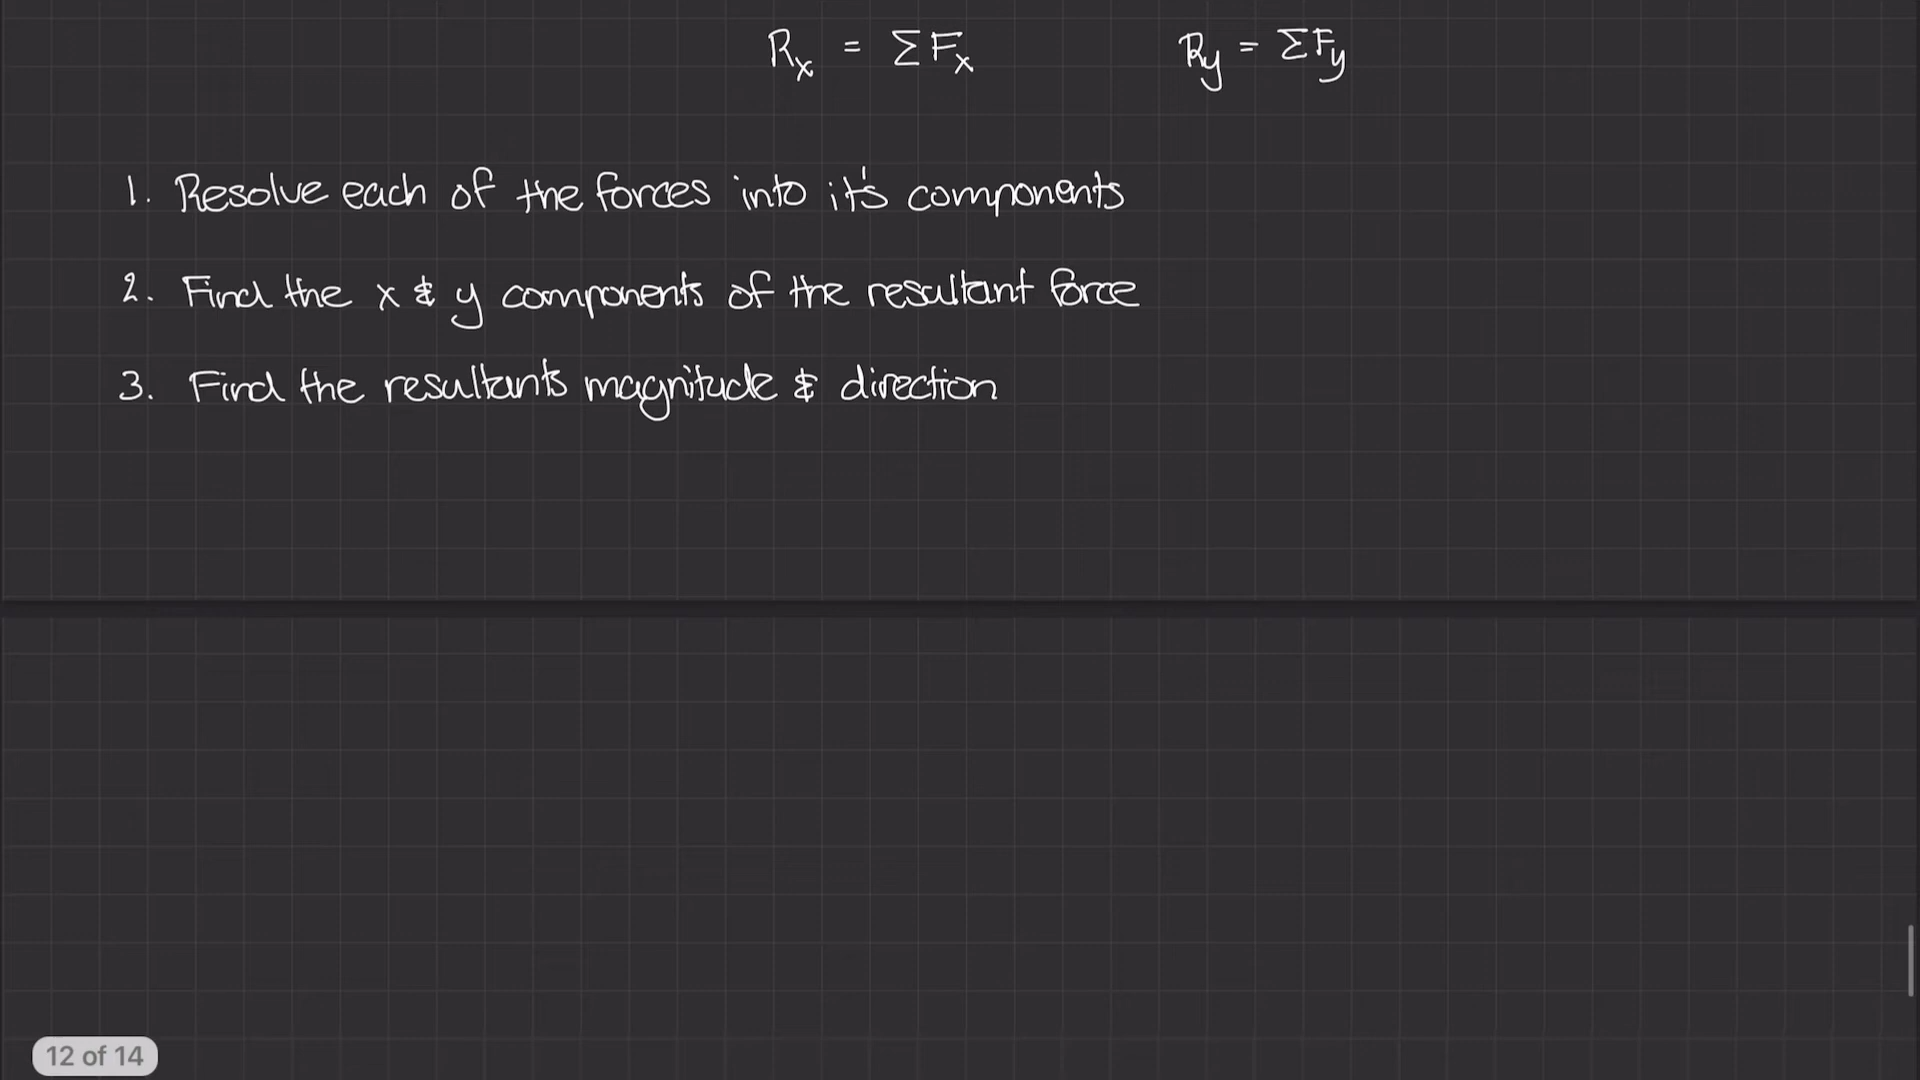 Rx = ΣFx Ry = ΣFy
1. Resolve each of the forces into it's components
2. Find the x & y components of the resultant force
3. Find the resultants magnitude & direction
12 of 14